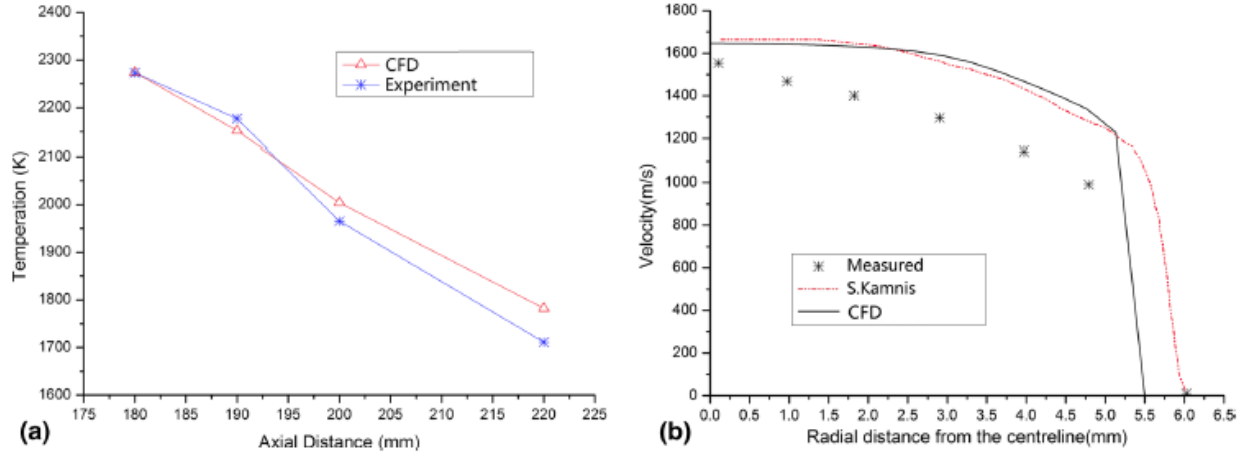 2400
2300
2200
2100
2000
1900
1800
1700
1600
Temperation (K)
175 180 185 190 195 200 205 210 215 220 225
Axial Distance (mm)
CFD
Experiment
(a)
1800
1600
1400
1200
1000
800
600
400
200
0
Velocity(m/s)
0.0 0.5 1.0 1.5 2.0 2.5 3.0 3.5 4.0 4.5 5.0 5.5 6.0 6.5
Radial distance from the centreline(mm)
Measured
S.Kamnis
CFD
(b)